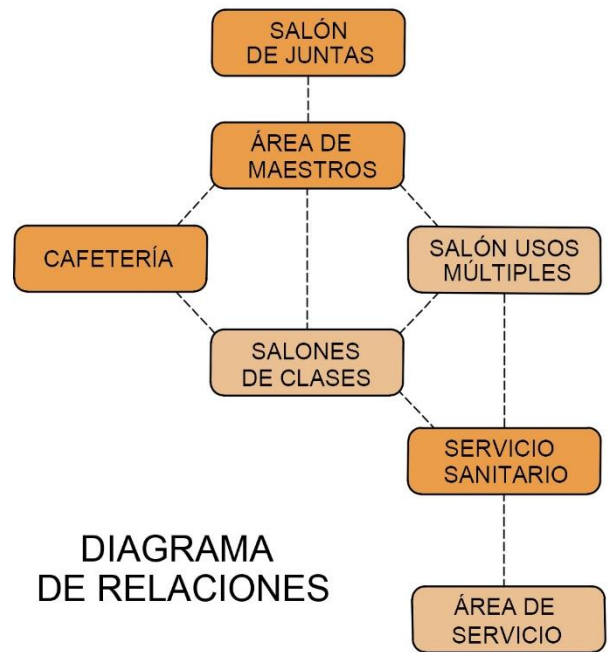 SALÓN
DE JUNTAS
ÁREA DE
MAESTROS
CAFETERÍA
SALÓN USOS
MÚLTIPLES
SALONES
DE CLASES
SERVICIO
SANITARIO
DIAGRAMA
DE RELACIONES
ÁREA DE
SERVICIO